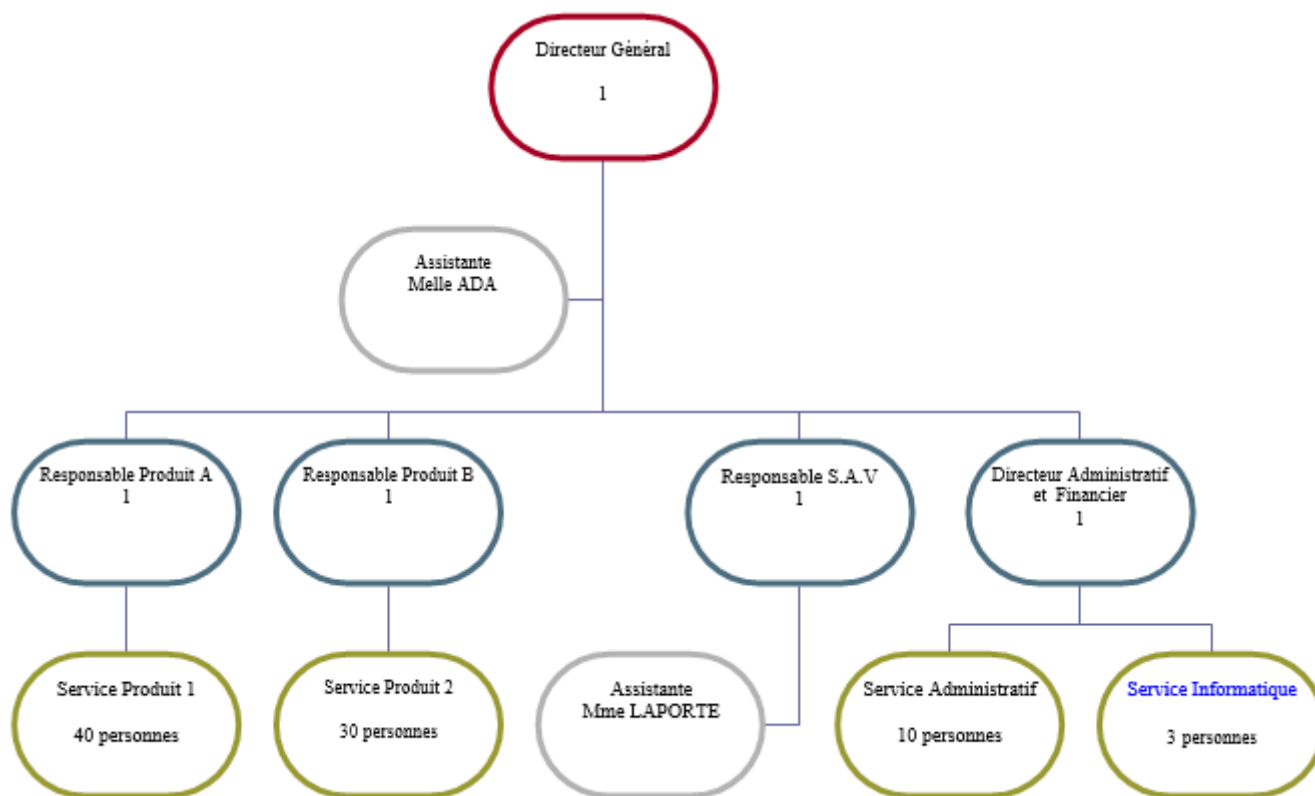 Directeur Général
1
Assistante
Melle ADA
Responsable Produit A
1
Responsable Produit B
1
Responsable S.A.V
1
Directeur Administratif
et Financier
1
Service Produit 1
40 personnes
Service Produit 2
30 personnes
Assistante
Mme LAPORTE
Service Administratif
10 personnes
Service Informatique
3 personnes